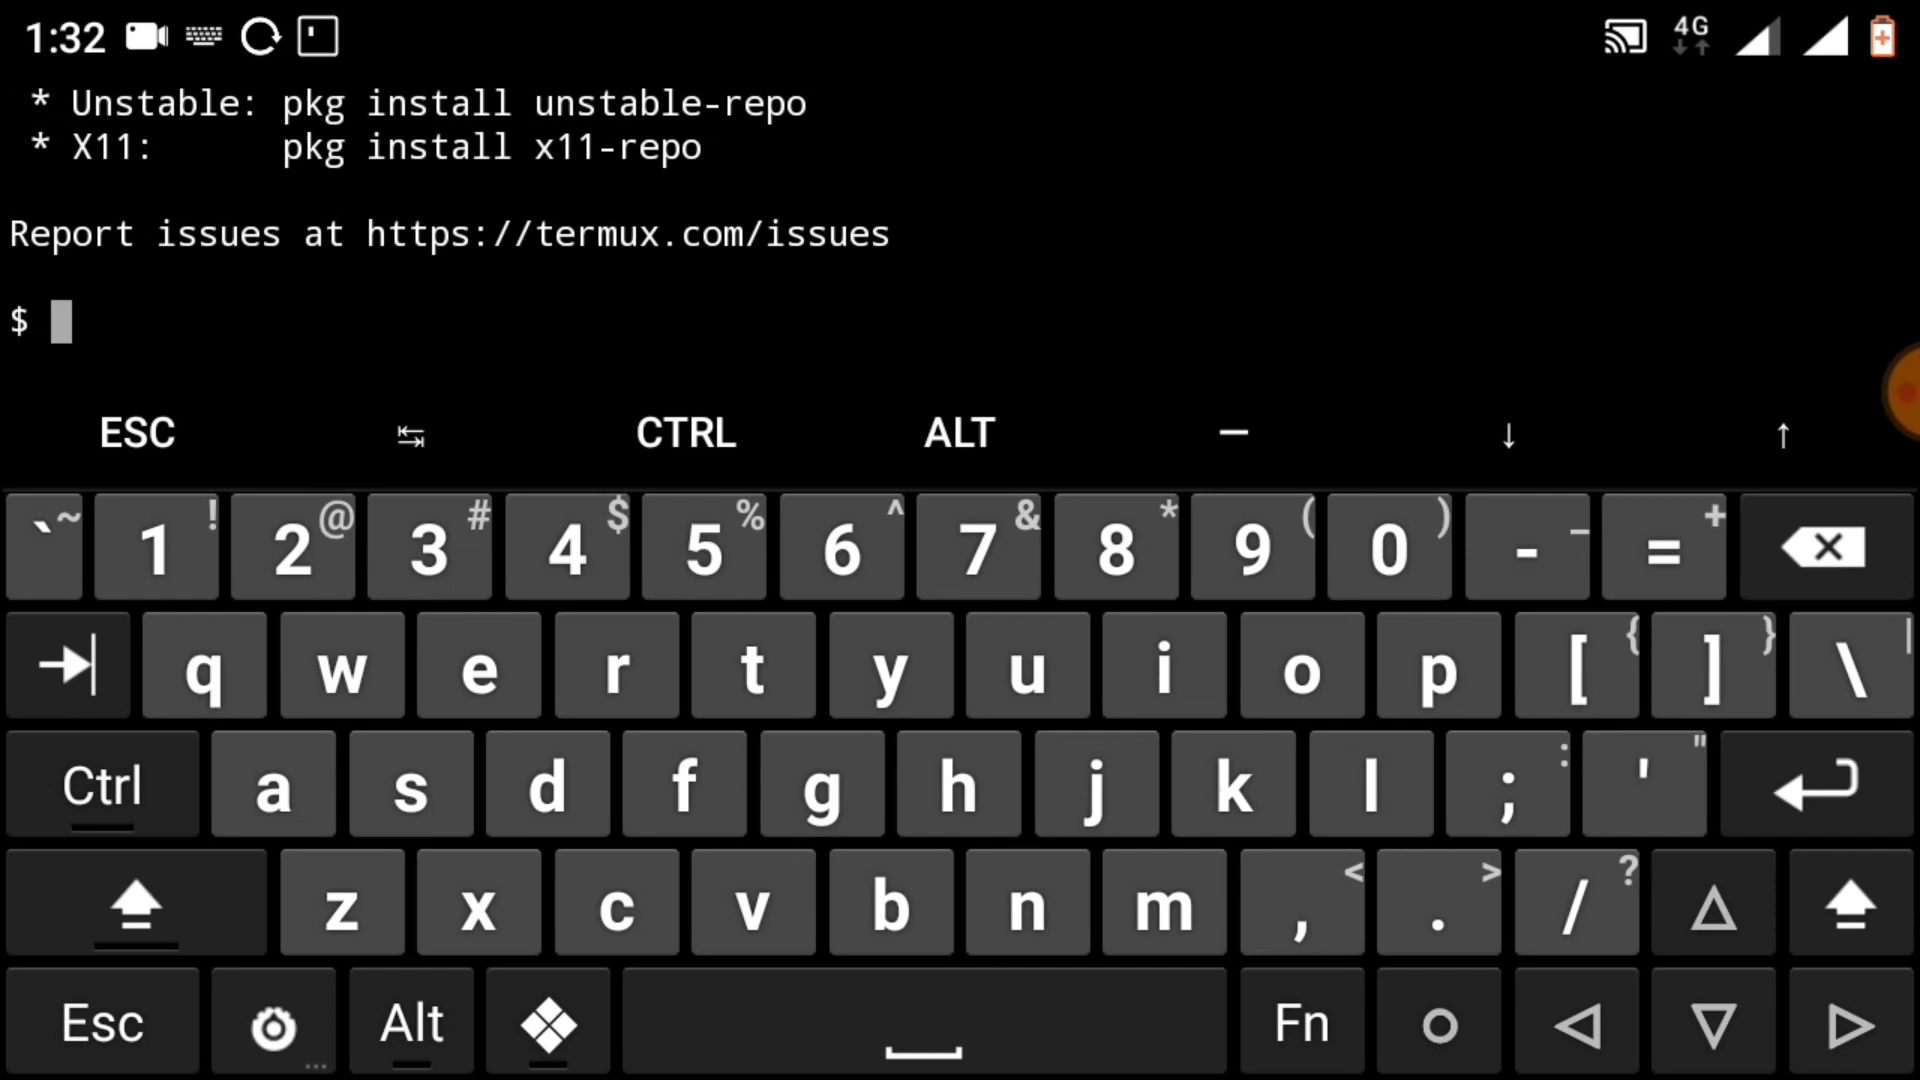 1:32 4G
* Unstable: pkg install unstable-repo
* X11: pkg install x11-repo
Report issues at https://termux.com/issues
$
ESC ↹ CTRL ALT — ↓ ↑
` ~ 1 ! 2 @ 3 # 4 $ 5 % 6 ^ 7 & 8 * 9 ( 0 ) - _ = +
q w e r t y u i o p [ { ] } \ |
Ctrl a s d f g h j k l ; : ' "
z x c v b n m , < . > / ?
Esc ... Alt Fn